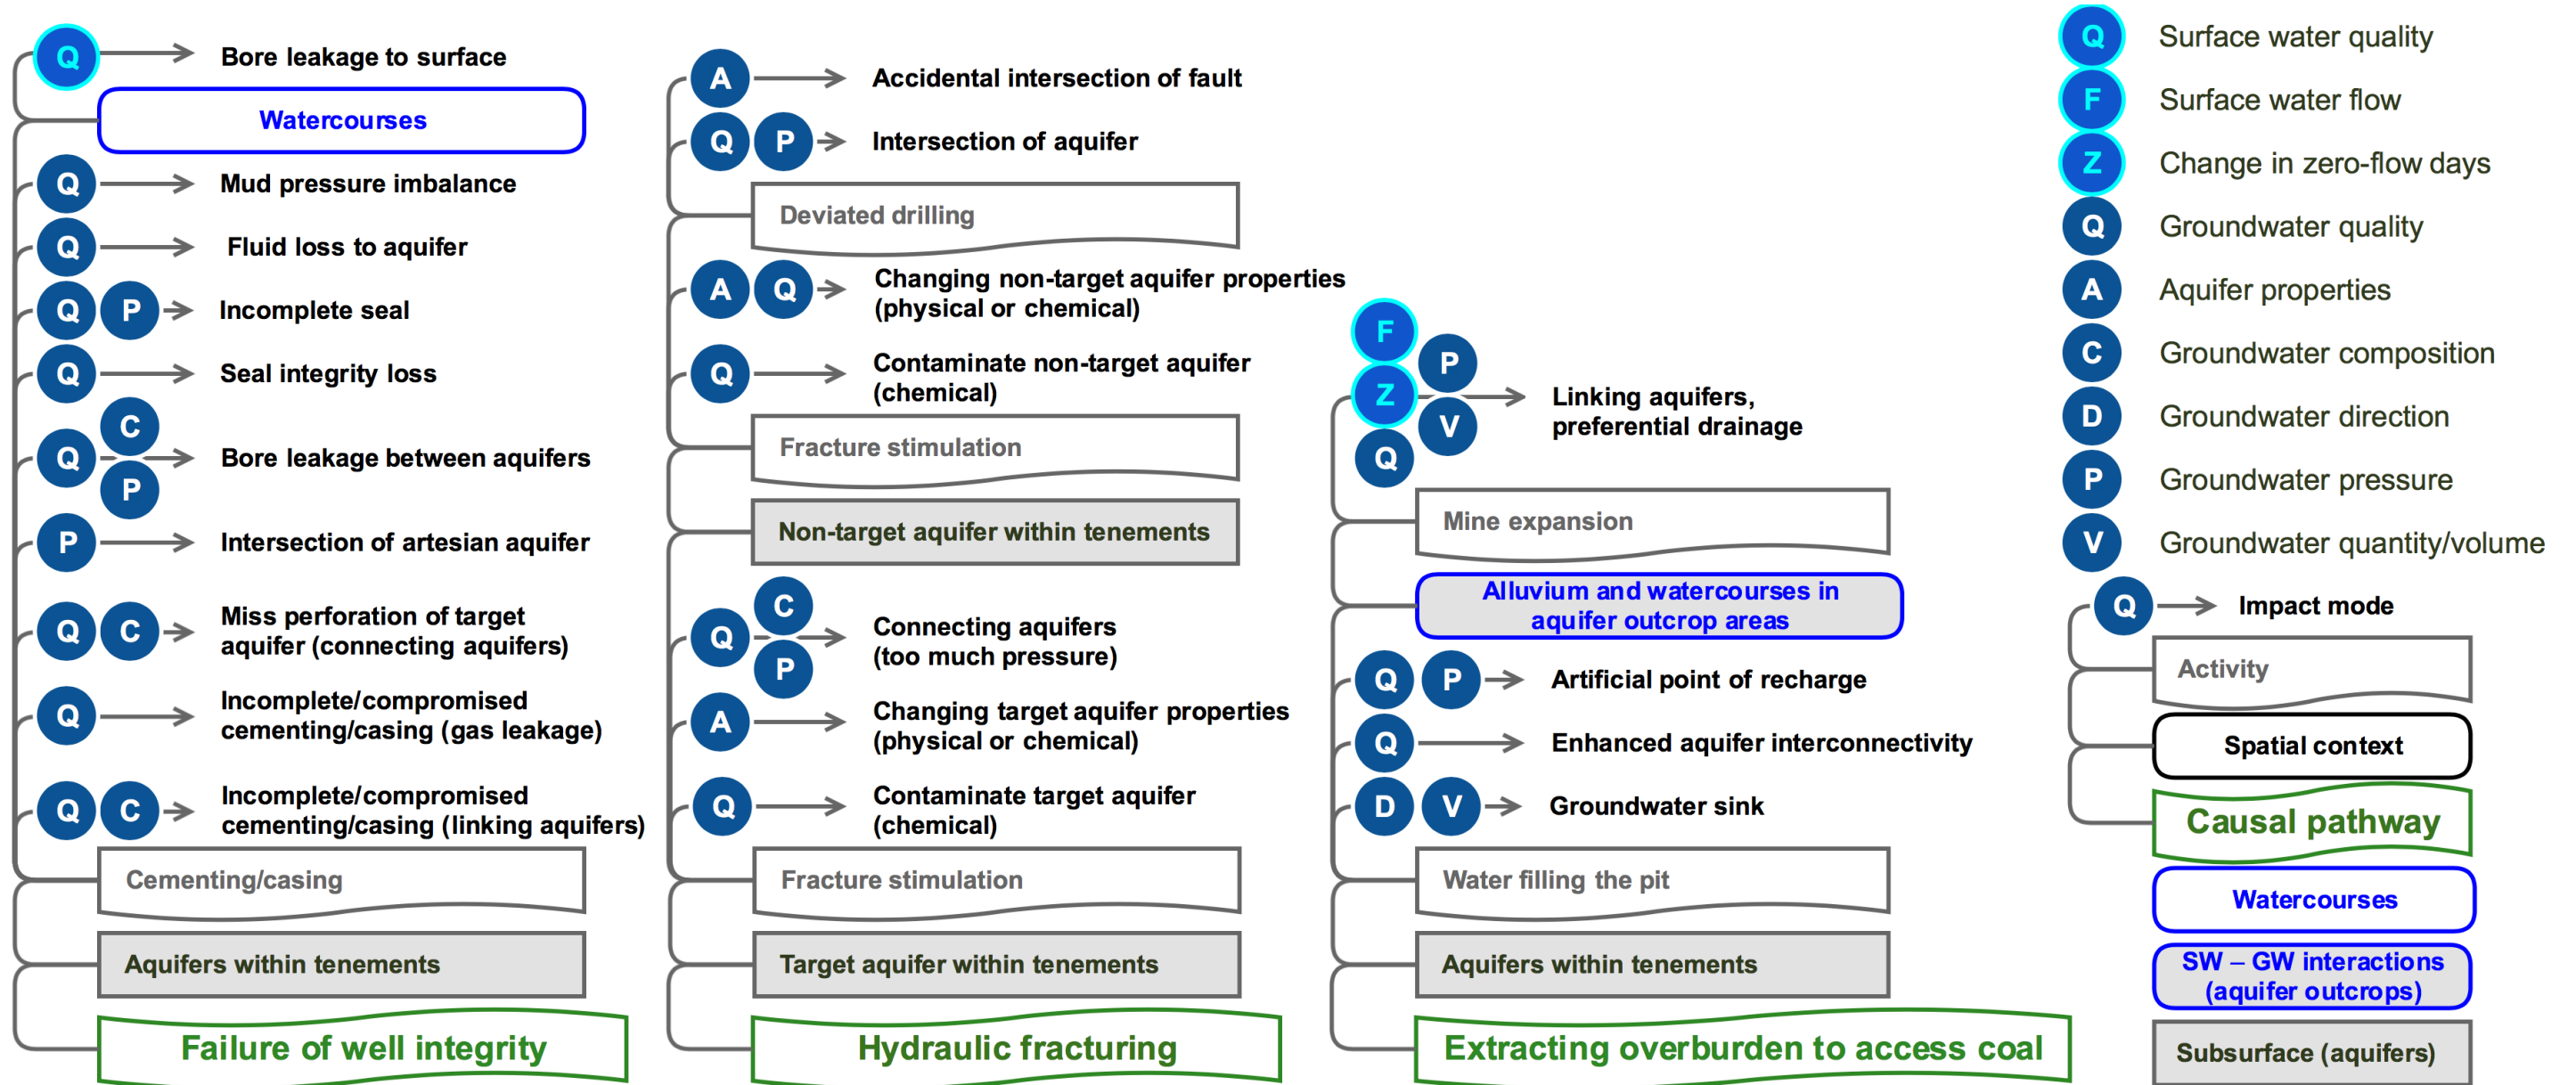 Q Bore leakage to surface
Watercourses
Q Mud pressure imbalance
Q Fluid loss to aquifer
Q P Incomplete seal
Q Seal integrity loss
C
Q Bore leakage between aquifers
P
P Intersection of artesian aquifer
Q C Miss perforation of target
aquifer (connecting aquifers)
Q Incomplete/compromised
cementing/casing (gas leakage)
Q C Incomplete/compromised
cementing/casing (linking aquifers)
Cementing/casing
Aquifers within tenements
Failure of well integrity
A Accidental intersection of fault
Q P Intersection of aquifer
Deviated drilling
A Q Changing non-target aquifer properties
(physical or chemical)
Q Contaminate non-target aquifer
(chemical)
Fracture stimulation
Non-target aquifer within tenements
C
Q Connecting aquifers
P (too much pressure)
A Changing target aquifer properties
(physical or chemical)
Q Contaminate target aquifer
(chemical)
Fracture stimulation
Target aquifer within tenements
Hydraulic fracturing
F
P
Z Linking aquifers,
V preferential drainage
Q
Mine expansion
Alluvium and watercourses in
aquifer outcrop areas
Q P Artificial point of recharge
Q Enhanced aquifer interconnectivity
D V Groundwater sink
Water filling the pit
Aquifers within tenements
Extracting overburden to access coal
Q Surface water quality
F Surface water flow
Z Change in zero-flow days
Q Groundwater quality
A Aquifer properties
C Groundwater composition
D Groundwater direction
P Groundwater pressure
V Groundwater quantity/volume
Q Impact mode
Activity
Spatial context
Causal pathway
Watercourses
SW – GW interactions
(aquifer outcrops)
Subsurface (aquifers)